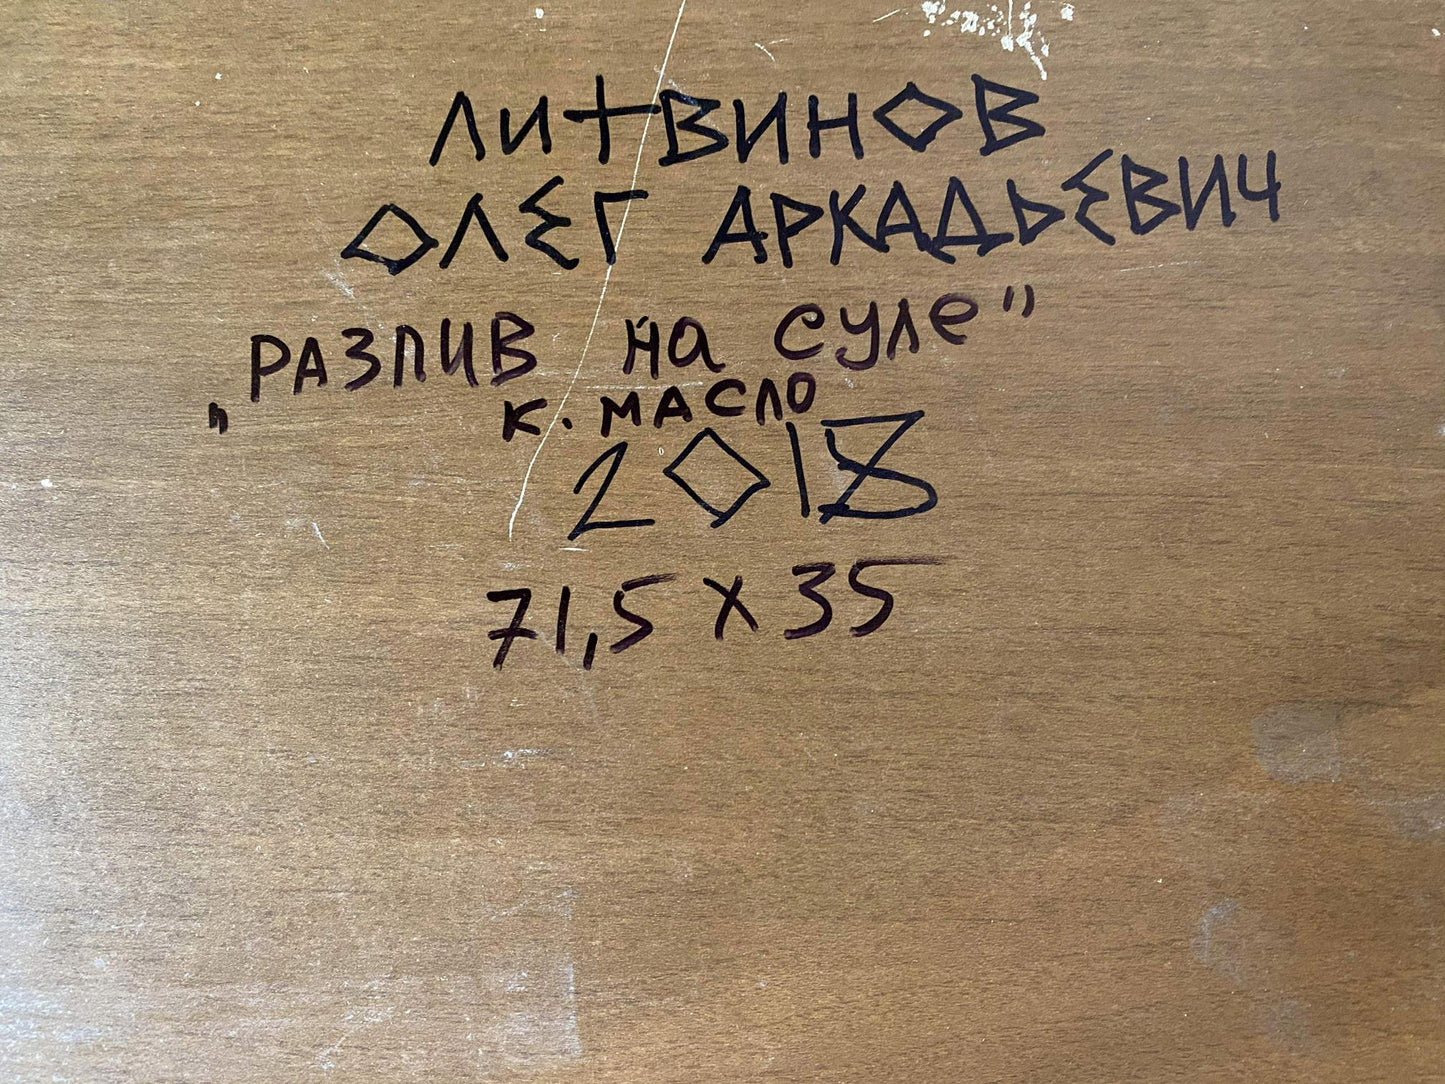 ЛИТВИНОВ
ОЛЕГ АРКАДЬЕВИЧ
„РАЗЛИВ на суле"
К. МАСЛО
2018
71,5 х 35